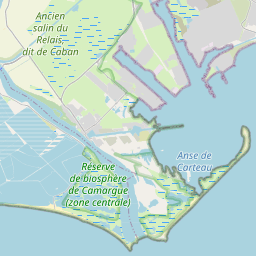 Ancien
salin du
Relais
dit de Caban
Anse de
Carteau
Réserve
de biosphère
de Camargue
(zone centrale)